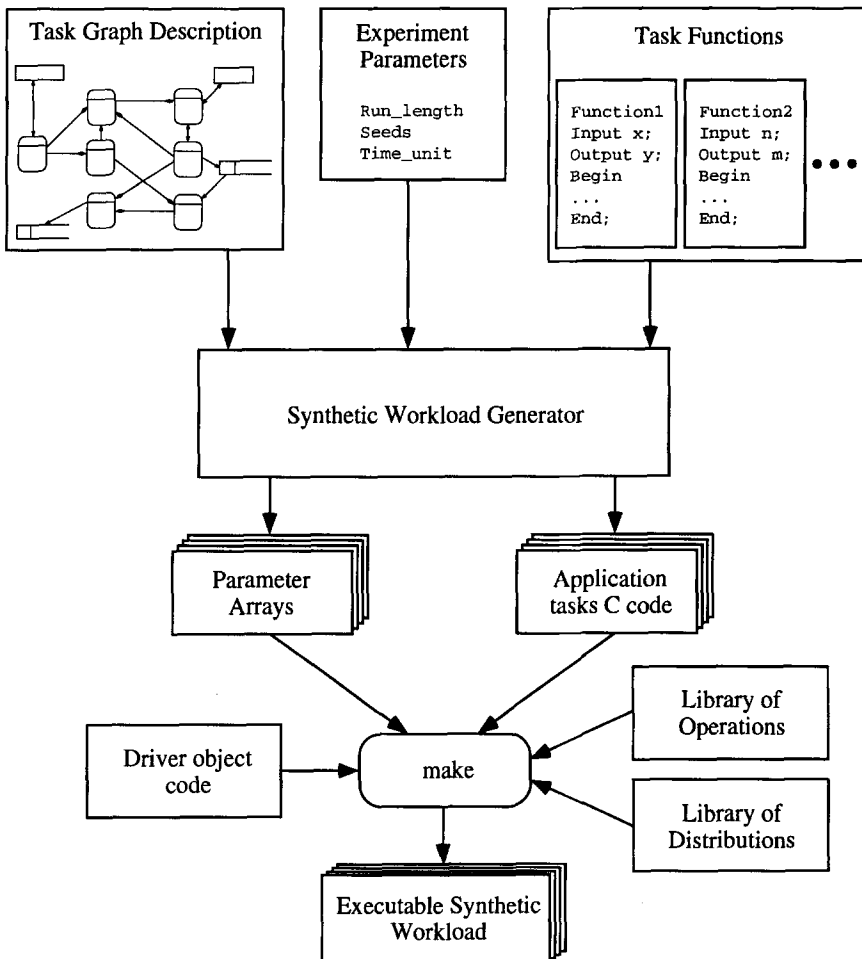 Task Graph Description
Experiment
Parameters
Run_length
Seeds
Time_unit
Task Functions
Function1
Input x;
Output y;
Begin
...
End;
Function2
Input n;
Output m;
Begin
...
End;
Synthetic Workload Generator
Parameter
Arrays
Application
tasks C code
Library of
Operations
Driver object
code
make
Library of
Distributions
Executable Synthetic
Workload